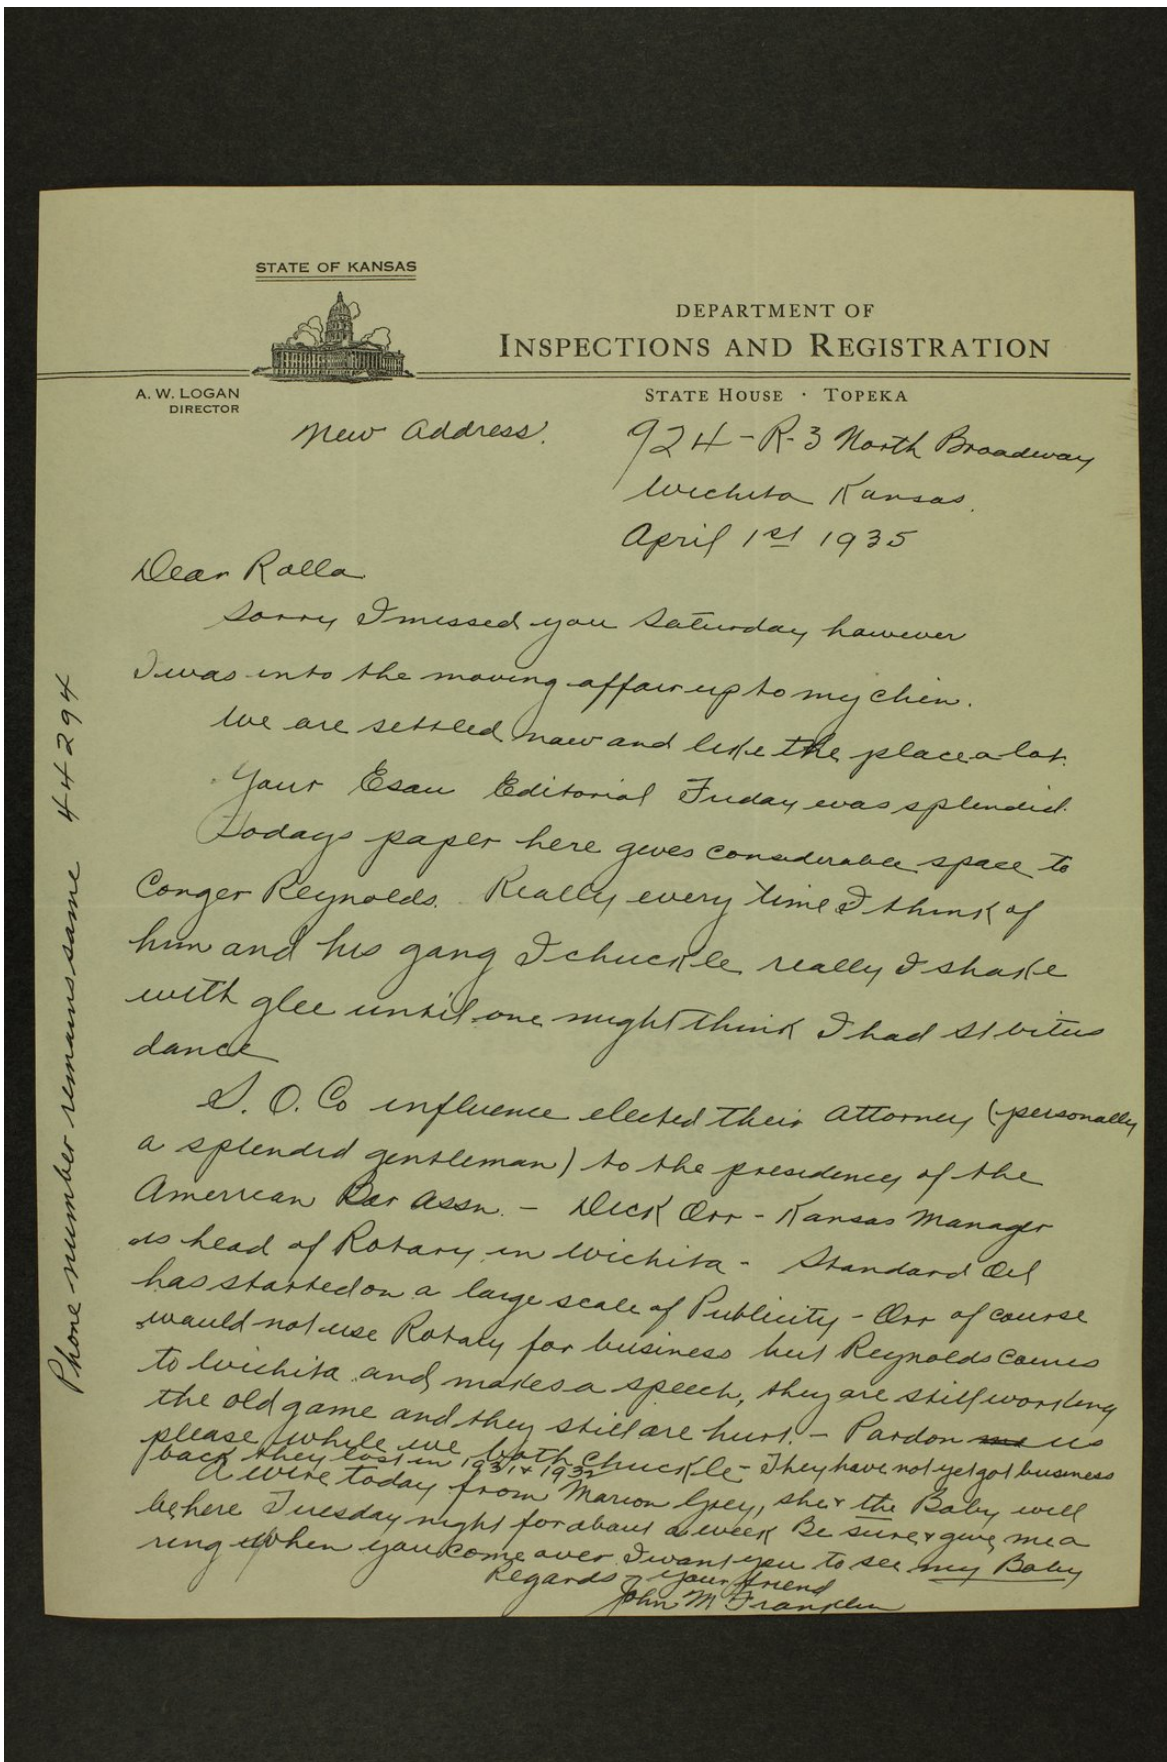 STATE OF KANSAS
DEPARTMENT OF
INSPECTIONS AND REGISTRATION
A. W. LOGAN
DIRECTOR
STATE HOUSE · TOPEKA
New Address.
924-R-3 North Broadway
Wichita Kansas.
April 1st 1935
Dear Rolla
Sorry I missed you Saturday however
I was into the moving affair up to my chin.
We are settled now and like the place a lot.
Your Esau Editorial Friday was splendid.
Todays paper here gives considerable space to
Conger Reynolds. Really every time I think of
him and his gang I chuckle really I shake
with glee until one might think I had St vitus
dance
S. O. Co influence elected their Attorney (personally
a splendid gentleman) to the presidency of the
American Bar Assn. - Dick Orr - Kansas Manager
is head of Rotary in Wichita - Standard Oil
has started on a large scale of Publicity - Orr of course
would not use Rotary for business but Reynolds comes
to Wichita and makes a speech, they are still working
the old game and they still are hurt. - Pardon me us
please while we both chuckle - They have not yet got business
back they lost in 1931 & 1932
A wire today from Marion Grey, she & the Baby will
be here Tuesday night for about a week Be sure & give me a
ring when you come over I want you to see my Baby
Regards your friend
John M Franklin
Phone number remains same 44294